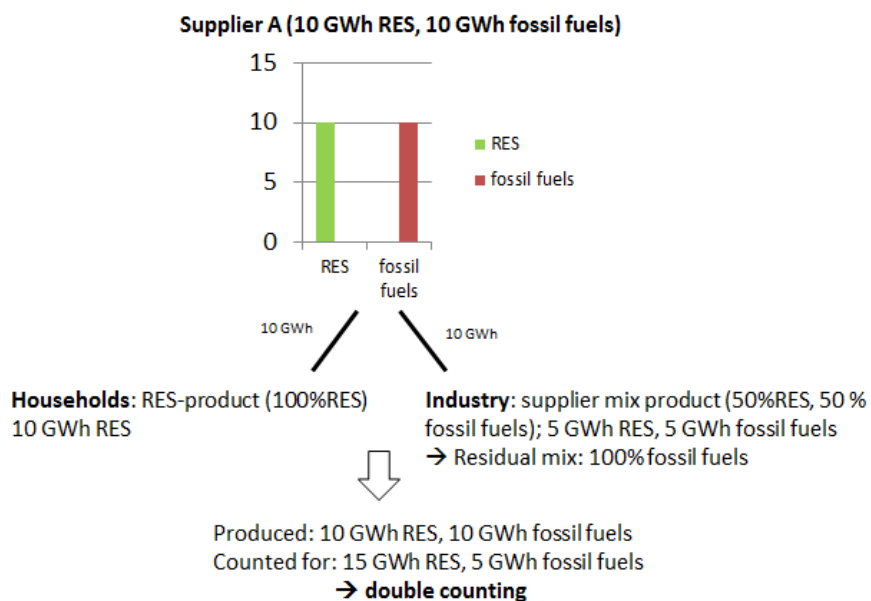 Supplier A (10 GWh RES, 10 GWh fossil fuels)
15
10
5
0
RES
fossil fuels
RES
fossil
fuels
10 GWh
10 GWh
Households: RES-product (100%RES)
10 GWh RES
Industry: supplier mix product (50%RES, 50 %
fossil fuels); 5 GWh RES, 5 GWh fossil fuels
→ Residual mix: 100% fossil fuels
Produced: 10 GWh RES, 10 GWh fossil fuels
Counted for: 15 GWh RES, 5 GWh fossil fuels
→ double counting